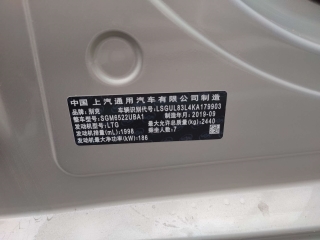 中国 上汽通用汽车有限公司制造
品牌:别克 车辆识别代号:LSGUL83L4KA179903
整车型号:SGM6522UBA1 制造年月:2019-09
发动机型号:LTG 最大允许总质量(kg):2440
发动机排量(mL):1998 乘坐人数:7
发动机最大净功率(kW):186